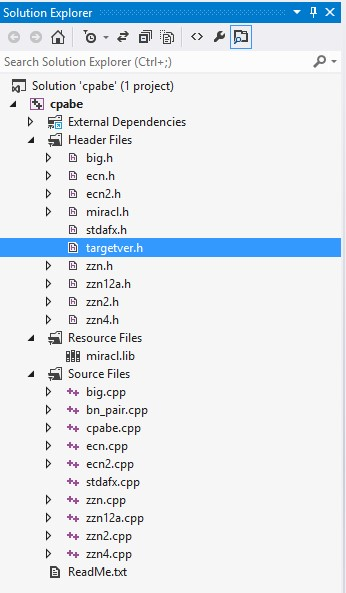 Solution Explorer
Search Solution Explorer (Ctrl+;)
Solution 'cpabe' (1 project)
cpabe
External Dependencies
Header Files
big.h
ecn.h
ecn2.h
miracl.h
stdafx.h
targetver.h
zzn.h
zzn12a.h
zzn2.h
zzn4.h
Resource Files
miracl.lib
Source Files
big.cpp
bn_pair.cpp
cpabe.cpp
ecn.cpp
ecn2.cpp
stdafx.cpp
zzn.cpp
zzn12a.cpp
zzn2.cpp
zzn4.cpp
ReadMe.txt